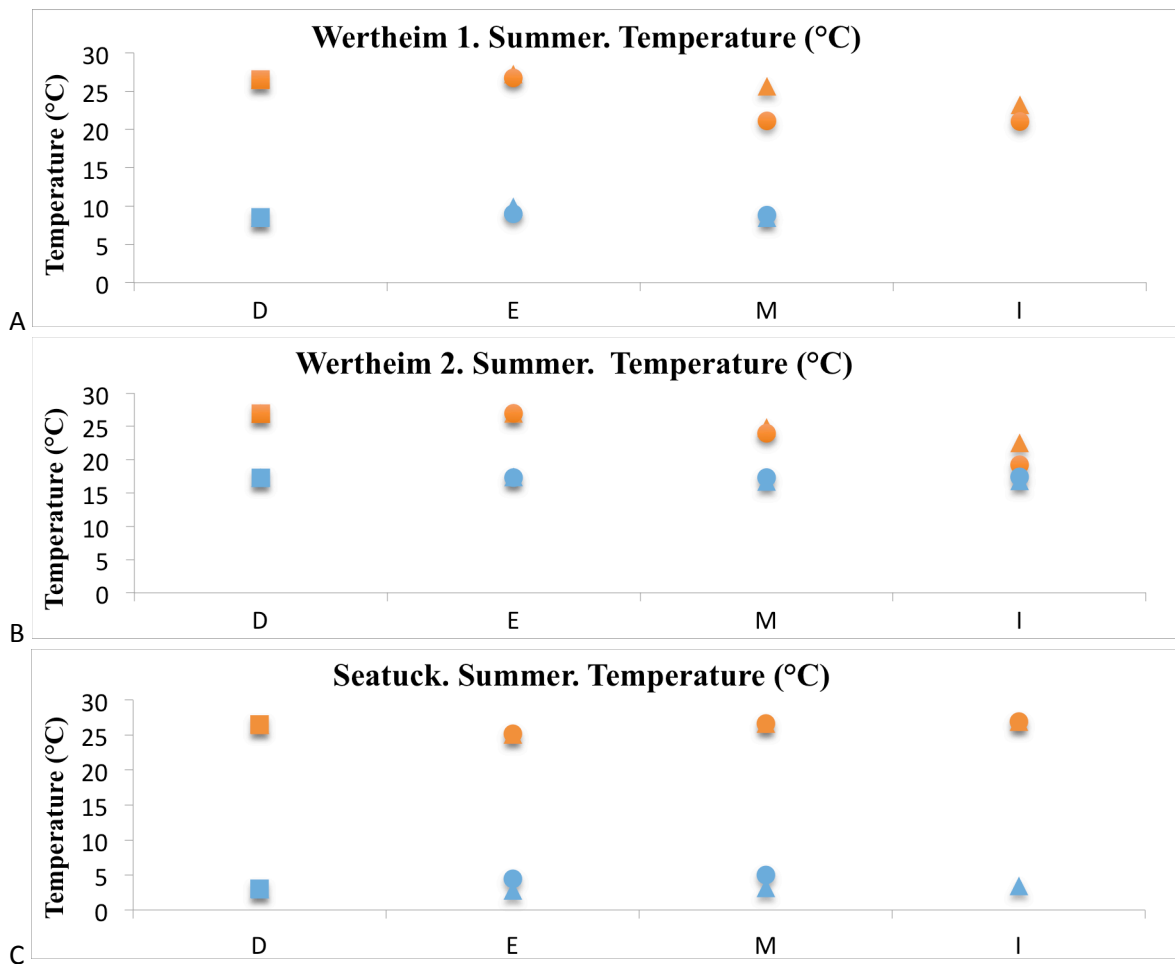 Wertheim 1. Summer. Temperature (°C)
Temperature (°C)
30
25
20
15
10
5
0
D E M I
A
Wertheim 2. Summer.  Temperature (°C)
Temperature (°C)
30
25
20
15
10
5
0
D E M I
B
Seatuck. Summer. Temperature (°C)
Temperature (°C)
30
25
20
15
10
5
0
D E M I
C